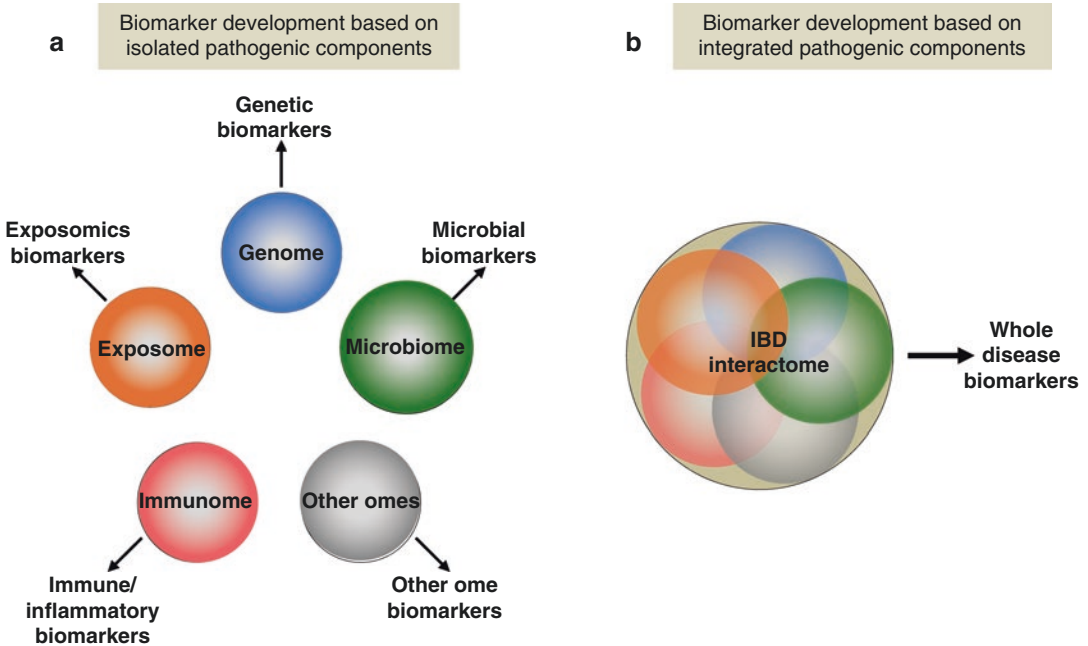 a
Biomarker development based on
isolated pathogenic components
Genetic
biomarkers
Exposomics
biomarkers
Microbial
biomarkers
Genome
Exposome
Microbiome
Immunome
Other omes
Immune/
inflammatory
biomarkers
Other ome
biomarkers
b
Biomarker development based on
integrated pathogenic components
IBD
interactome
Whole
disease
biomarkers